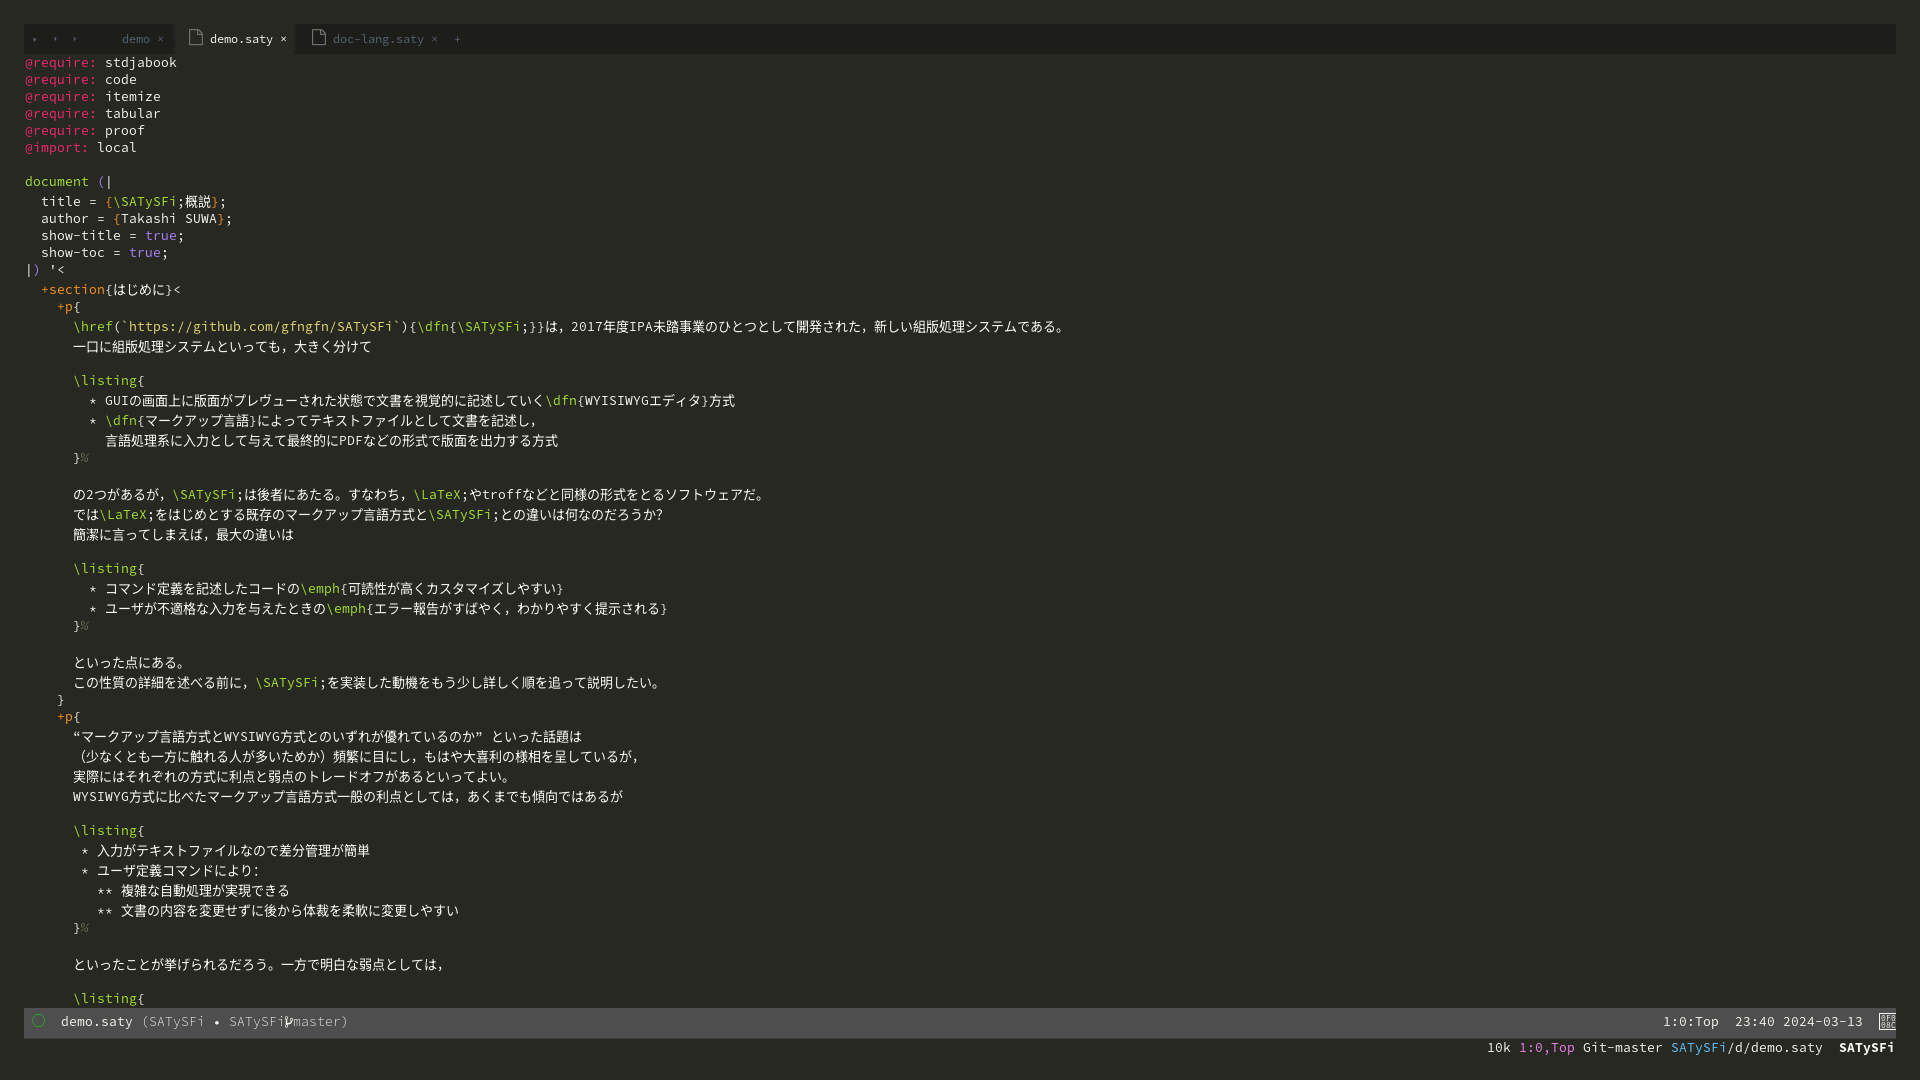 demo × demo.saty × doc-lang.saty × +
@require: stdjabook
@require: code
@require: itemize
@require: tabular
@require: proof
@import: local
document (|
title = {\SATySFi;概説};
author = {Takashi SUWA};
show-title = true;
show-toc = true;
|) '<
+section{はじめに}<
+p{
\href(`https://github.com/gfngfn/SATySFi`){\dfn{\SATySFi;}}は，2017年度IPA未踏事業のひとつとして開発された，新しい組版処理システムである。
一口に組版処理システムといっても，大きく分けて
\listing{
* GUIの画面上に版面がプレヴューされた状態で文書を視覚的に記述していく\dfn{WYISIWYGエディタ}方式
* \dfn{マークアップ言語}によってテキストファイルとして文書を記述し，
言語処理系に入力として与えて最終的にPDFなどの形式で版面を出力する方式
}%
の2つがあるが，\SATySFi;は後者にあたる。すなわち，\LaTeX;やtroffなどと同様の形式をとるソフトウェアだ。
では\LaTeX;をはじめとする既存のマークアップ言語方式と\SATySFi;との違いは何なのだろうか？
簡潔に言ってしまえば，最大の違いは
\listing{
* コマンド定義を記述したコードの\emph{可読性が高くカスタマイズしやすい}
* ユーザが不適格な入力を与えたときの\emph{エラー報告がすばやく，わかりやすく提示される}
}%
といった点にある。
この性質の詳細を述べる前に，\SATySFi;を実装した動機をもう少し詳しく順を追って説明したい。
}
+p{
“マークアップ言語方式とWYSIWYG方式とのいずれが優れているのか” といった話題は
（少なくとも一方に触れる人が多いためか）頻繁に目にし，もはや大喜利の様相を呈しているが，
実際にはそれぞれの方式に利点と弱点のトレードオフがあるといってよい。
WYSIWYG方式に比べたマークアップ言語方式一般の利点としては，あくまでも傾向ではあるが
\listing{
* 入力がテキストファイルなので差分管理が簡単
* ユーザ定義コマンドにより：
** 複雑な自動処理が実現できる
** 文書の内容を変更せずに後から体裁を柔軟に変更しやすい
}%
といったことが挙げられるだろう。一方で明白な弱点としては，
\listing{
demo.saty (SATySFi • SATySFi master) 1:0:Top 23:40 2024-03-13
10k 1:0,Top Git-master SATySFi/d/demo.saty SATySFi